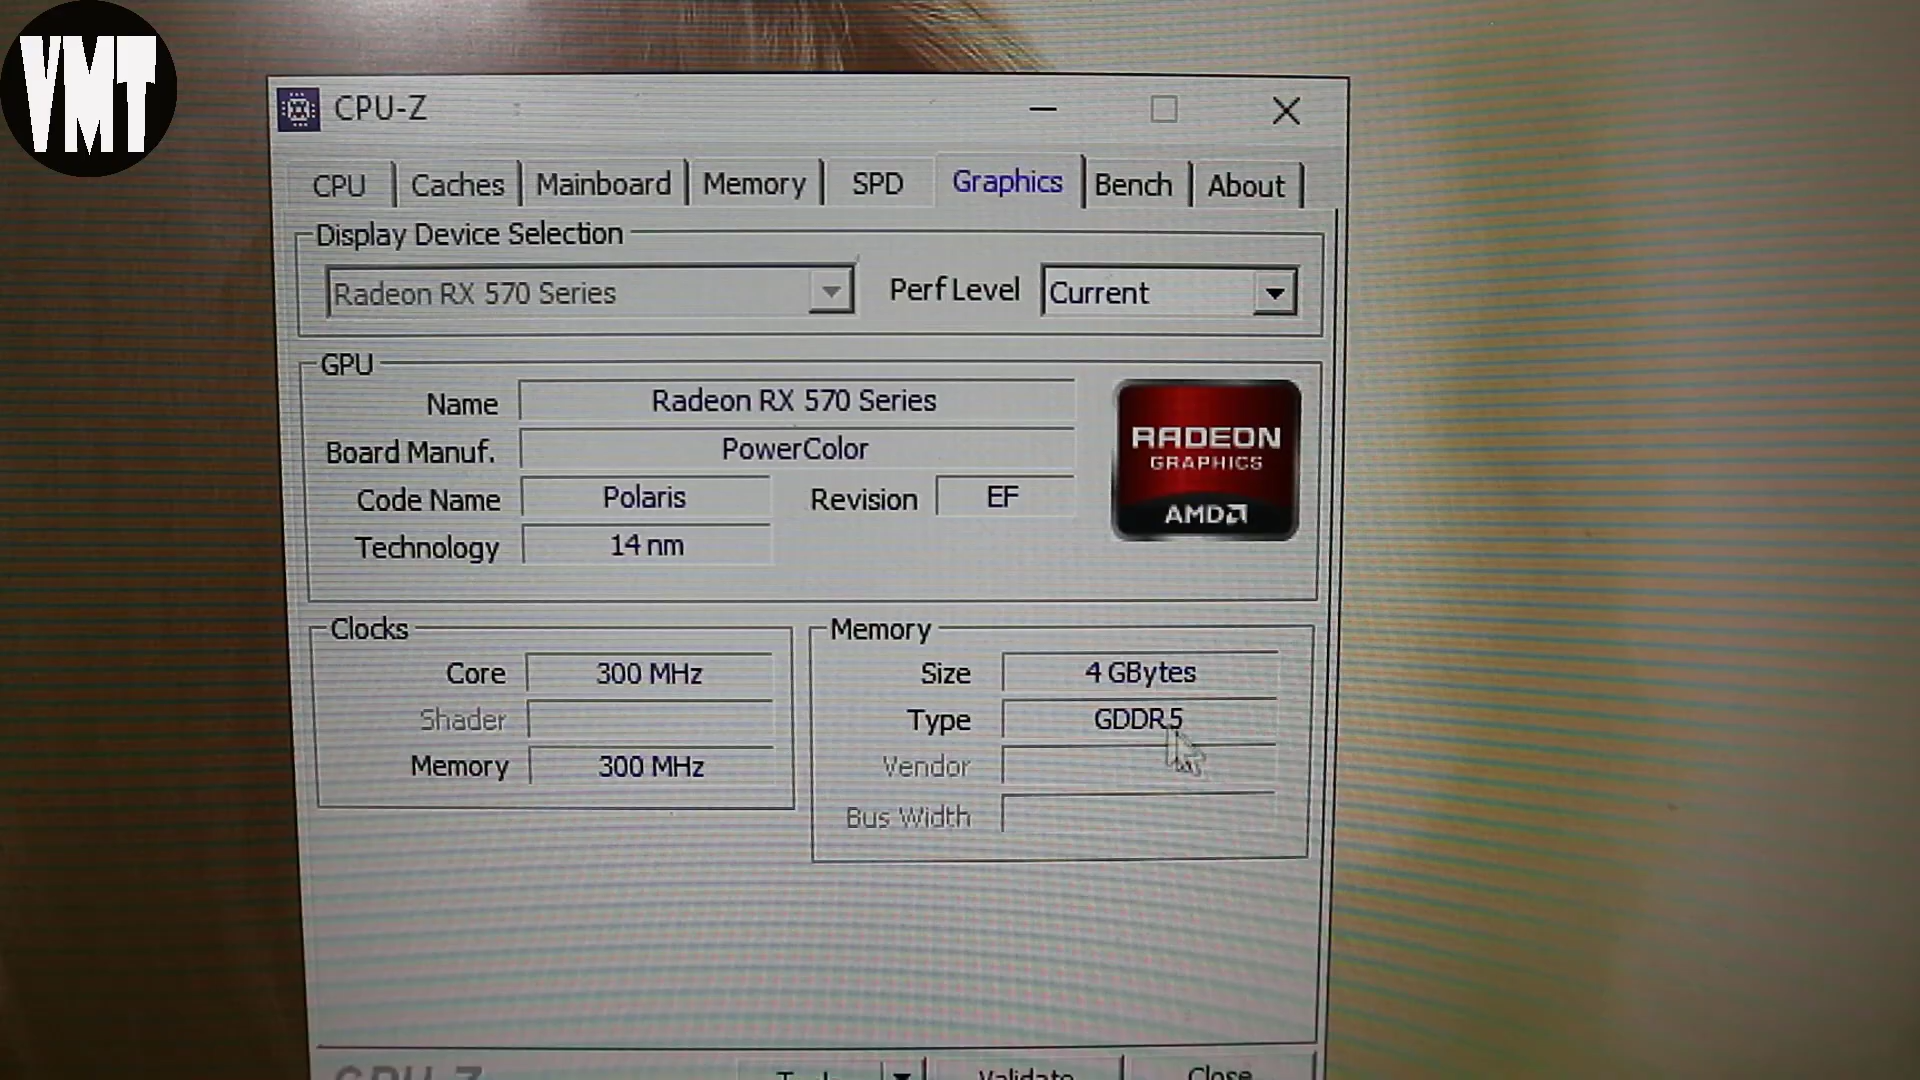 VMT
CPU-Z
CPU Caches Mainboard Memory SPD Graphics Bench About
Display Device Selection
Radeon RX 570 Series Perf Level Current
GPU
Name Radeon RX 570 Series
Board Manuf. PowerColor
Code Name Polaris Revision EF
Technology 14 nm
RADEON
GRAPHICS
AMD
Clocks
Core 300 MHz
Shader
Memory 300 MHz
Memory
Size 4 GBytes
Type GDDR5
Vendor
Bus Width
CPU-Z Validate Close